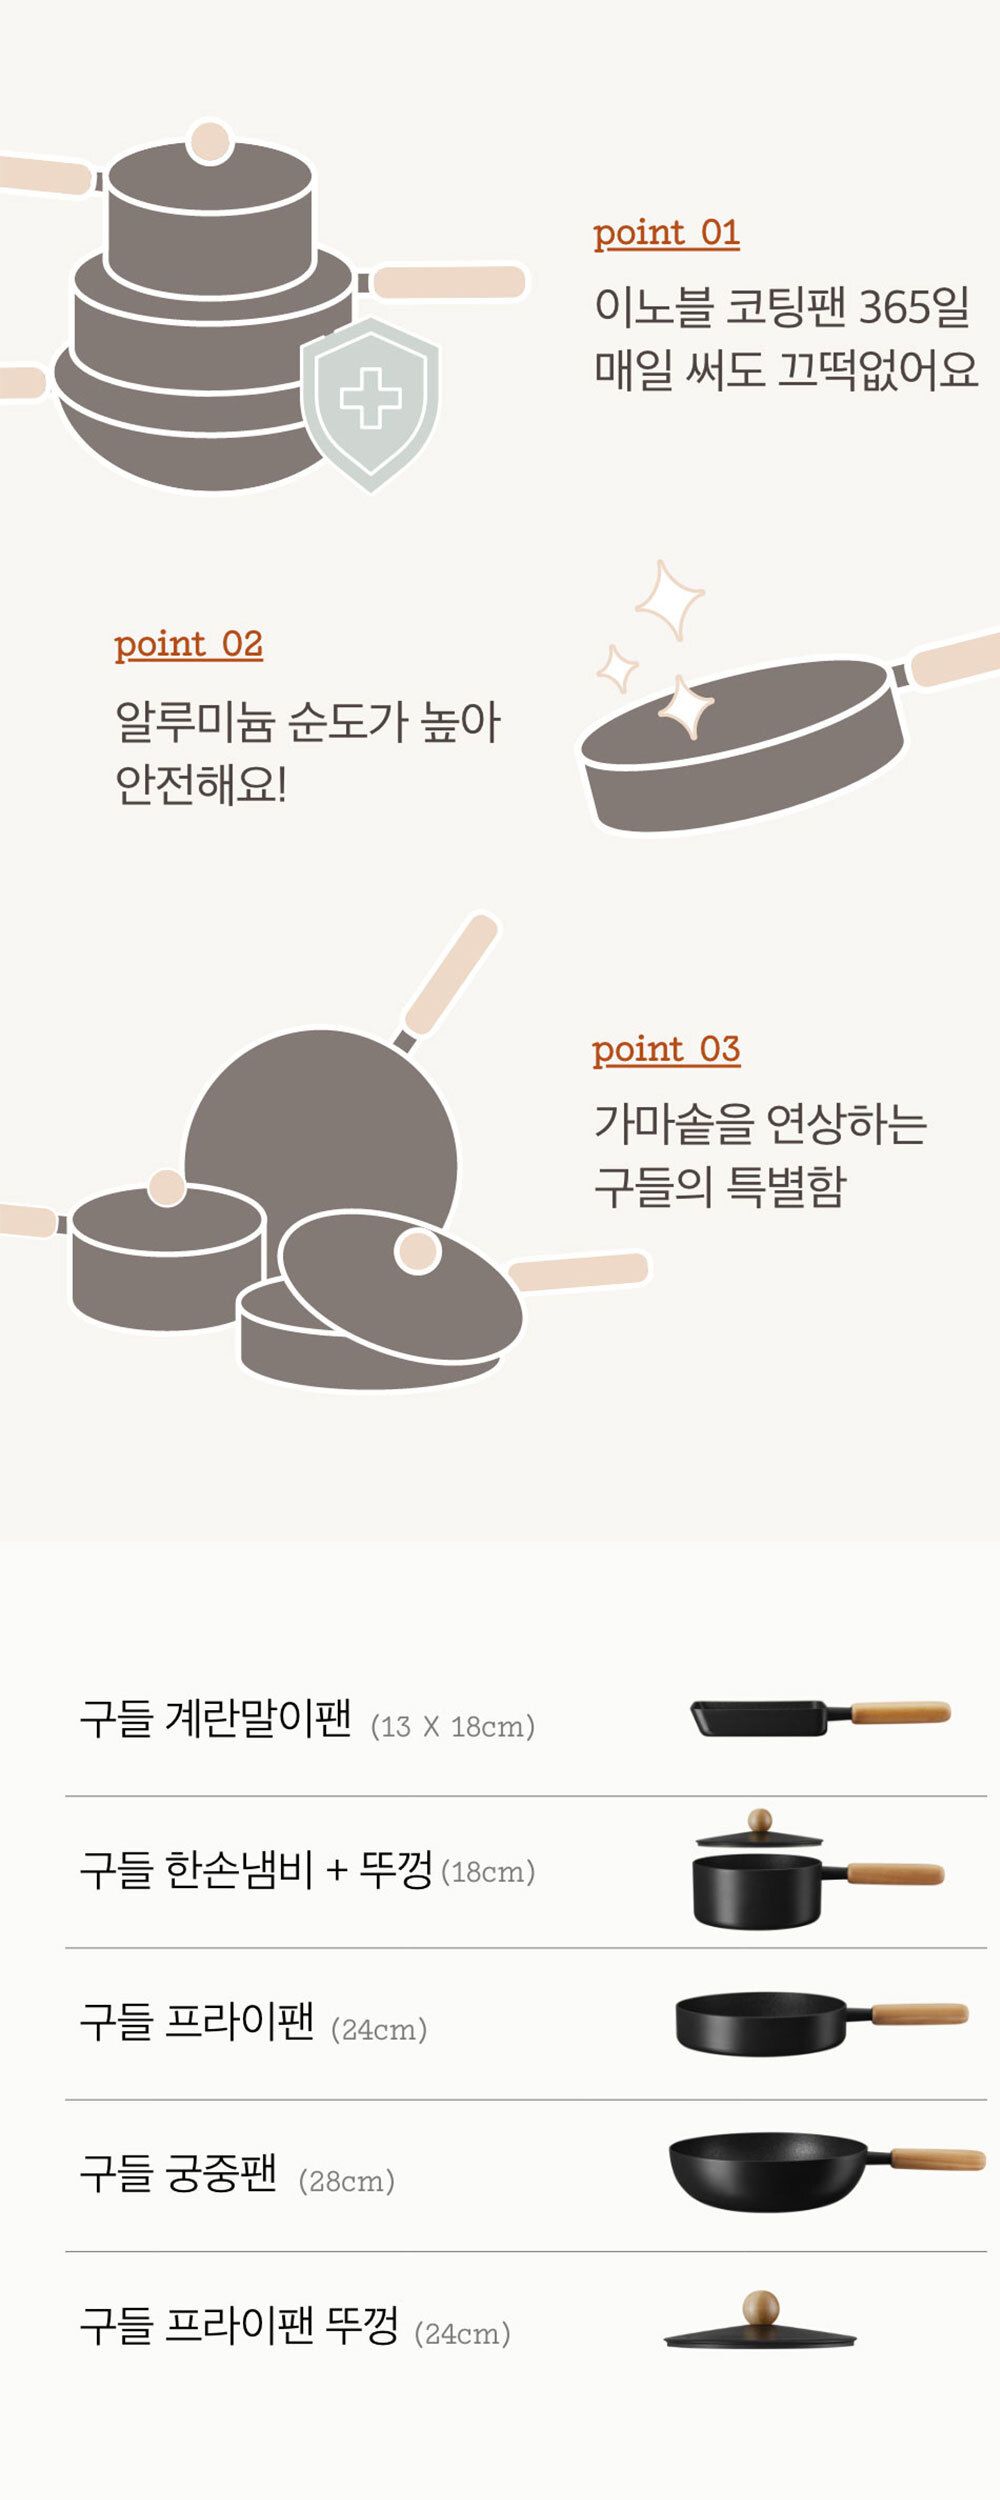 point 01
이노블 코팅팬 365일
매일 써도 끄떡없어요
point 02
알루미늄 순도가 높아
안전해요!
point 03
가마솥을 연상하는
구들의 특별함
구들 계란말이팬 (13 X 18cm)
구들 한손냄비 + 뚜껑 (18cm)
구들 프라이팬 (24cm)
구들 궁중팬 (28cm)
구들 프라이팬 뚜껑 (24cm)